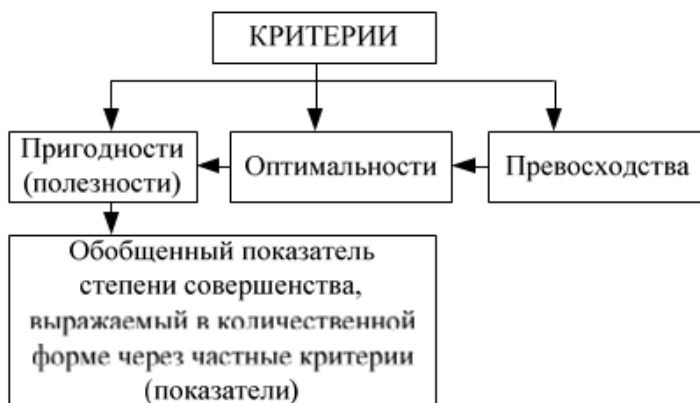 КРИТЕРИИ
Пригодности
(полезности)
Оптимальности
Превосходства
Обобщенный показатель
степени совершенства,
выражаемый в количественной
форме через частные критерии
(показатели)